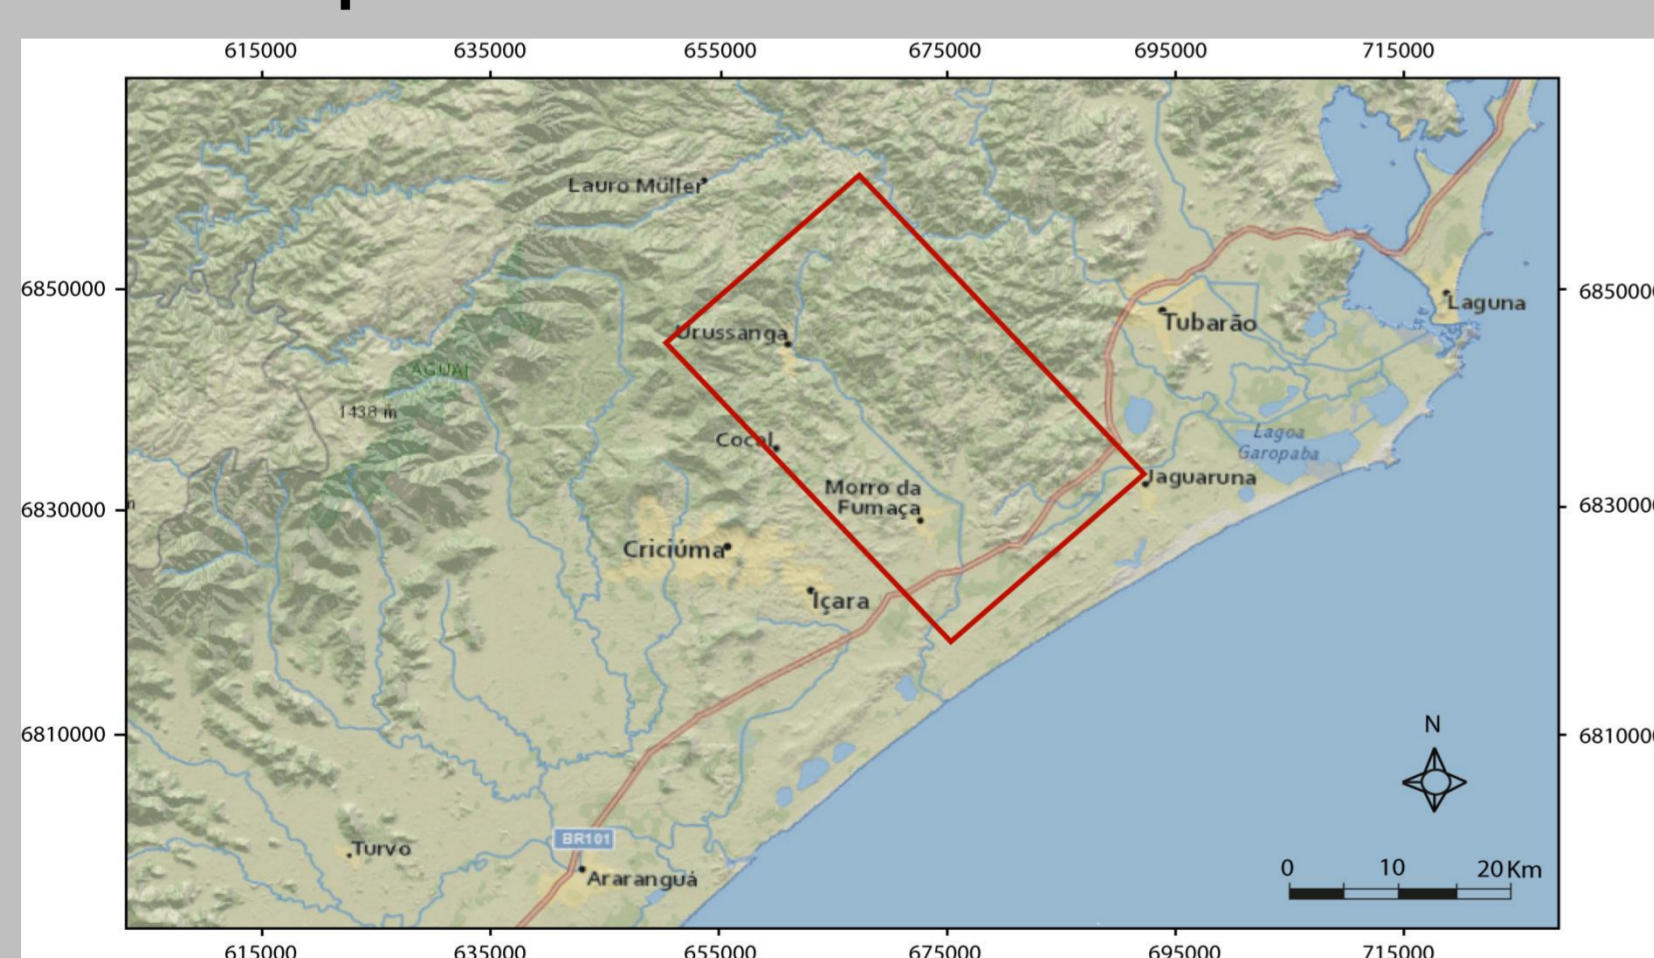 615000 635000 655000 675000 695000 715000
Lauro Müller
6850000 6850000
Laguna
Urussanga
Tubarão
AGUAI
1438 m
Cocal
Lagoa
Garopaba
Jaguaruna
Morro da
Fumaça
6830000 6830000
Criciúma
Içara
6810000 6810000
N
BR101
Turvo
Araranguá
0 10 20 Km
615000 635000 655000 675000 695000 715000